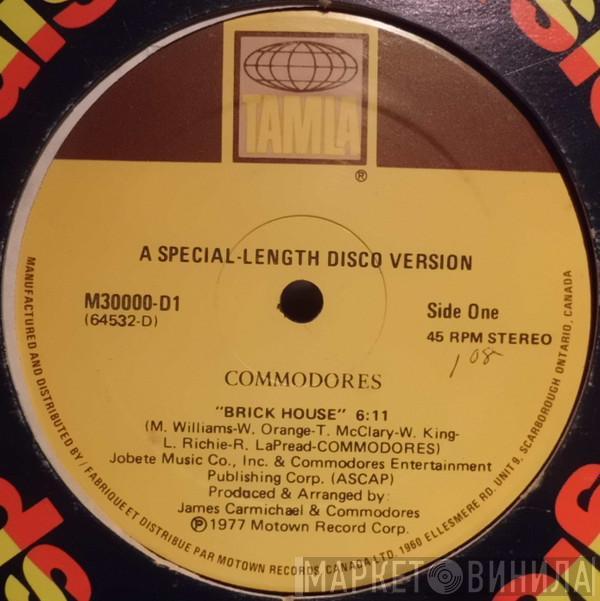 TAMLA
®
A SPECIAL-LENGTH DISCO VERSION
M30000-D1
(64532-D)
Side One
45 RPM STEREO
108
COMMODORES
"BRICK HOUSE" 6:11
(M. Williams-W. Orange-T. McClary-W. King-
L. Richie-R. LaPread-COMMODORES)
Jobete Music Co., Inc. & Commodores Entertainment
Publishing Corp. (ASCAP)
Produced & Arranged by:
James Carmichael & Commodores
℗1977 Motown Record Corp.
MANUFACTURED AND DISTRIBUTED BY / FABRIQUE ET DISTRIBUE PAR MOTOWN RECORDS, CANADA LTD. 1960 ELLESMERE RD. UNIT 9, SCARBOROUGH ONTARIO, CANADA
МАРКЕТ ВИНИЛА